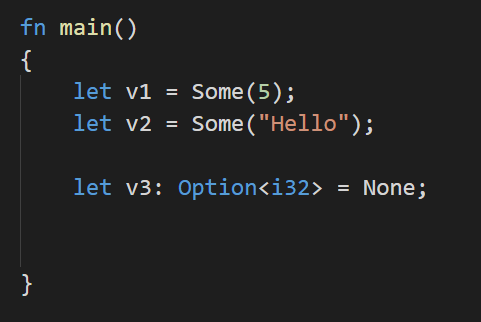 fn main()
{
    let v1 = Some(5);
    let v2 = Some("Hello");
    let v3: Option<i32> = None;
}